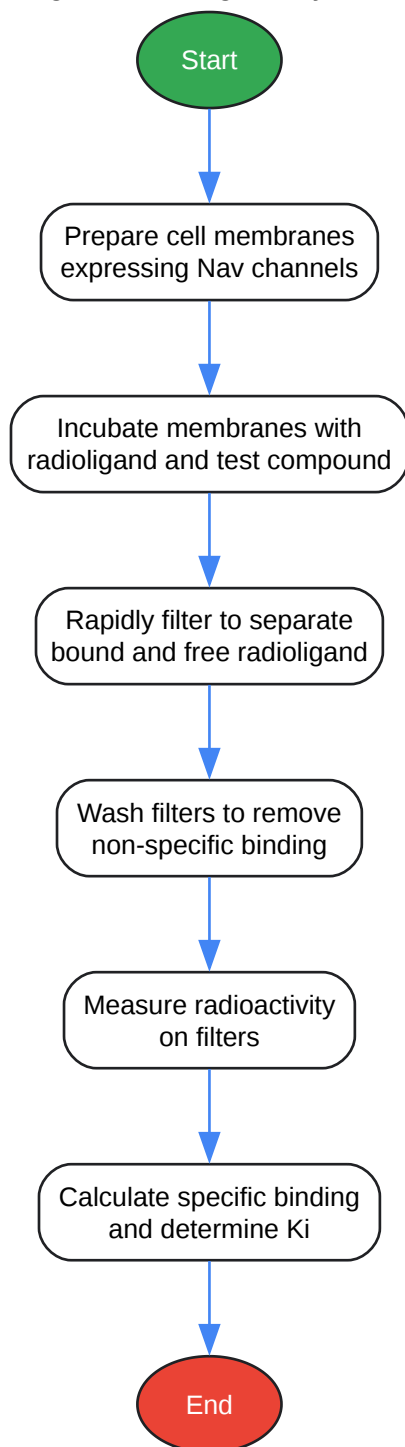 Start
Prepare cell membranes
expressing Nav channels
Incubate membranes with
radioligand and test compound
Rapidly filter to separate
bound and free radioligand
Wash filters to remove
non-specific binding
Measure radioactivity
on filters
Calculate specific binding
and determine Ki
End